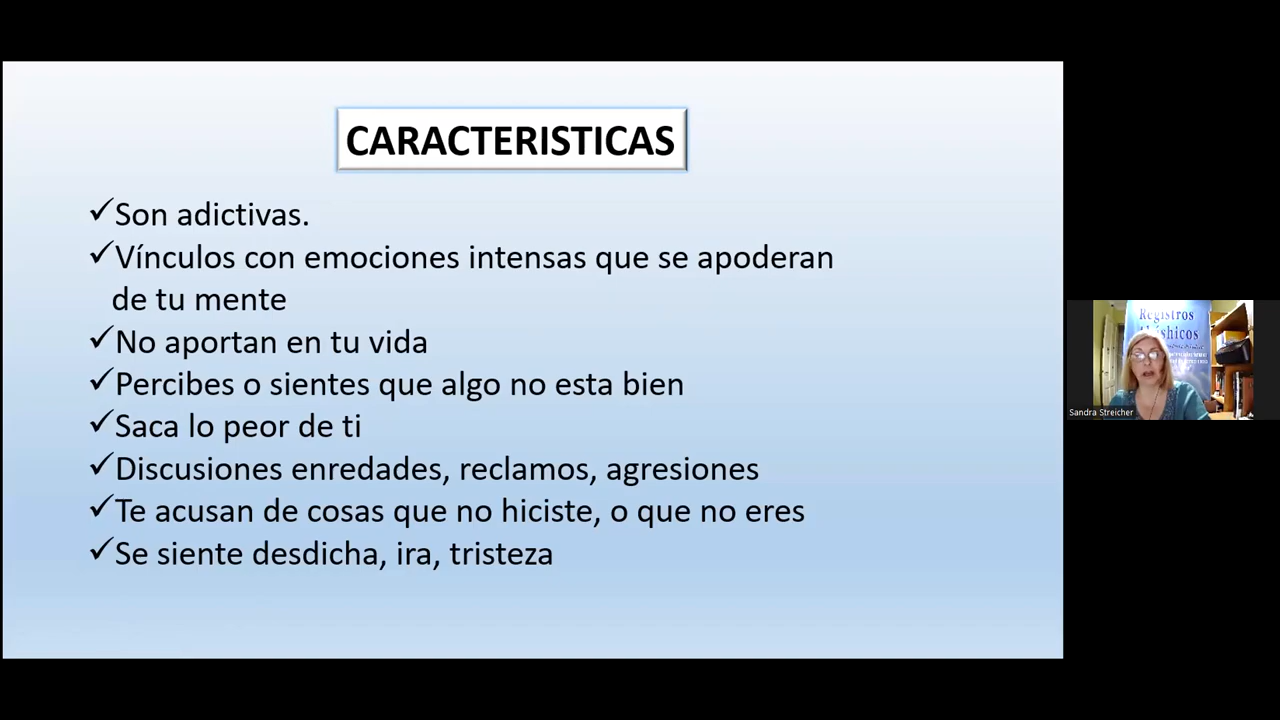 CARACTERISTICAS
✓Son adictivas.
✓Vínculos con emociones intensas que se apoderan
de tu mente
✓No aportan en tu vida
✓Percibes o sientes que algo no esta bien
✓Saca lo peor de ti
✓Discusiones enredades, reclamos, agresiones
✓Te acusan de cosas que no hiciste, o que no eres
✓Se siente desdicha, ira, tristeza
Registros
Sandra Streicher